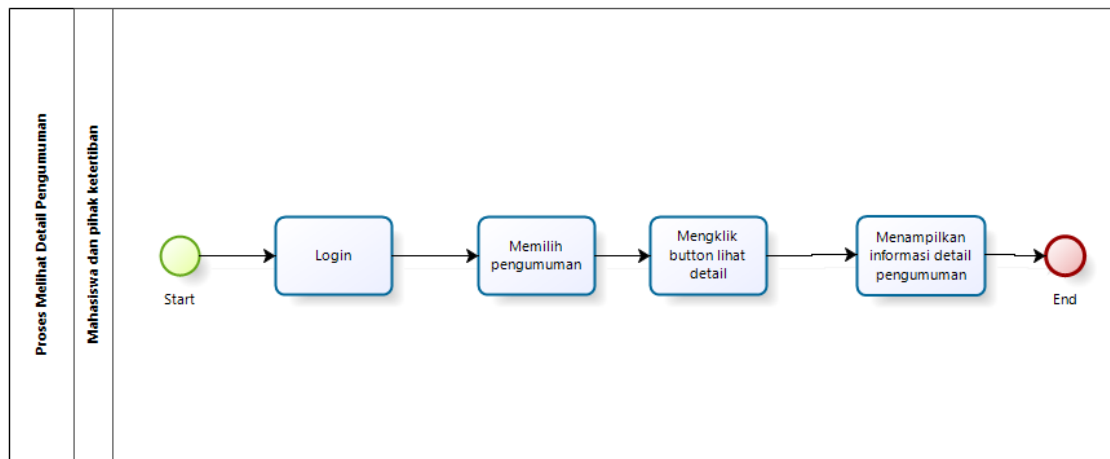 Proses Melihat Detail Pengumuman
Mahasiswa dan pihak ketertiban
Start
Login
Memilih
pengumuman
Mengklik
button lihat
detail
Menampilkan
informasi detail
pengumuman
End